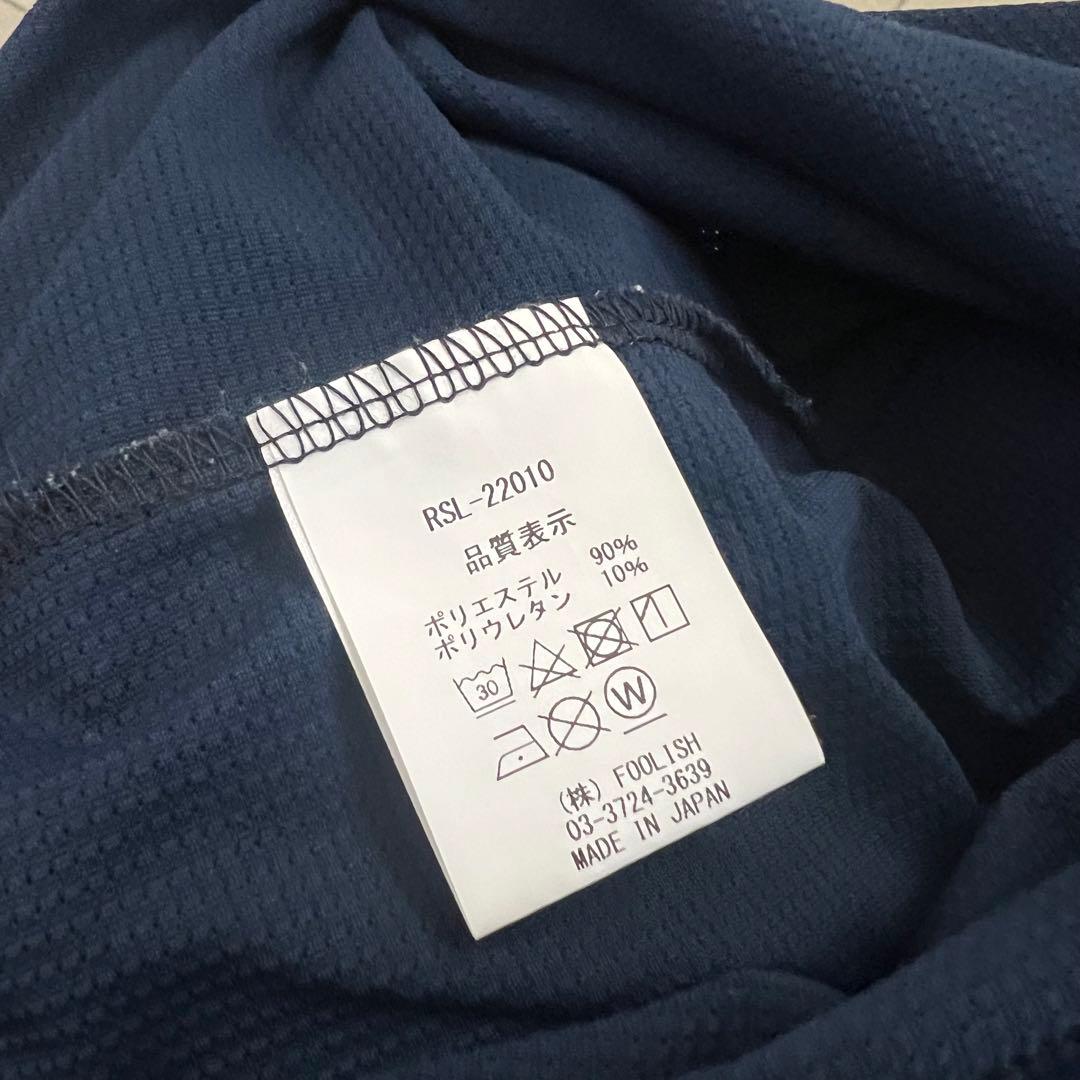 RSL-22010
品質表示
ポリエステル 90%
ポリウレタン 10%
30
W
(株) FOOLISH
03-3724-3639
MADE IN JAPAN